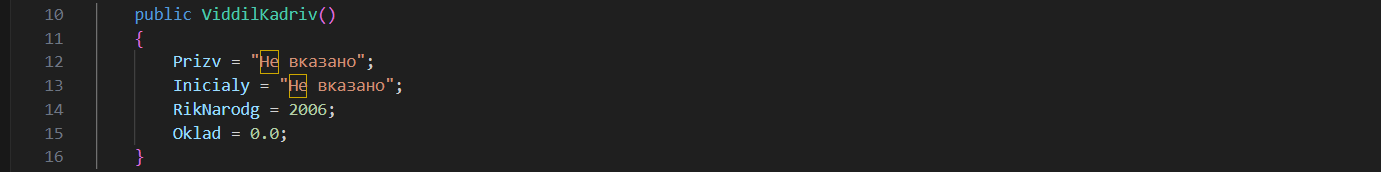 10 public ViddilKadriv()
11 {
12 Prizv = "Не вказано";
13 Inicialy = "Не вказано";
14 RikNarodg = 2006;
15 Oklad = 0.0;
16 }